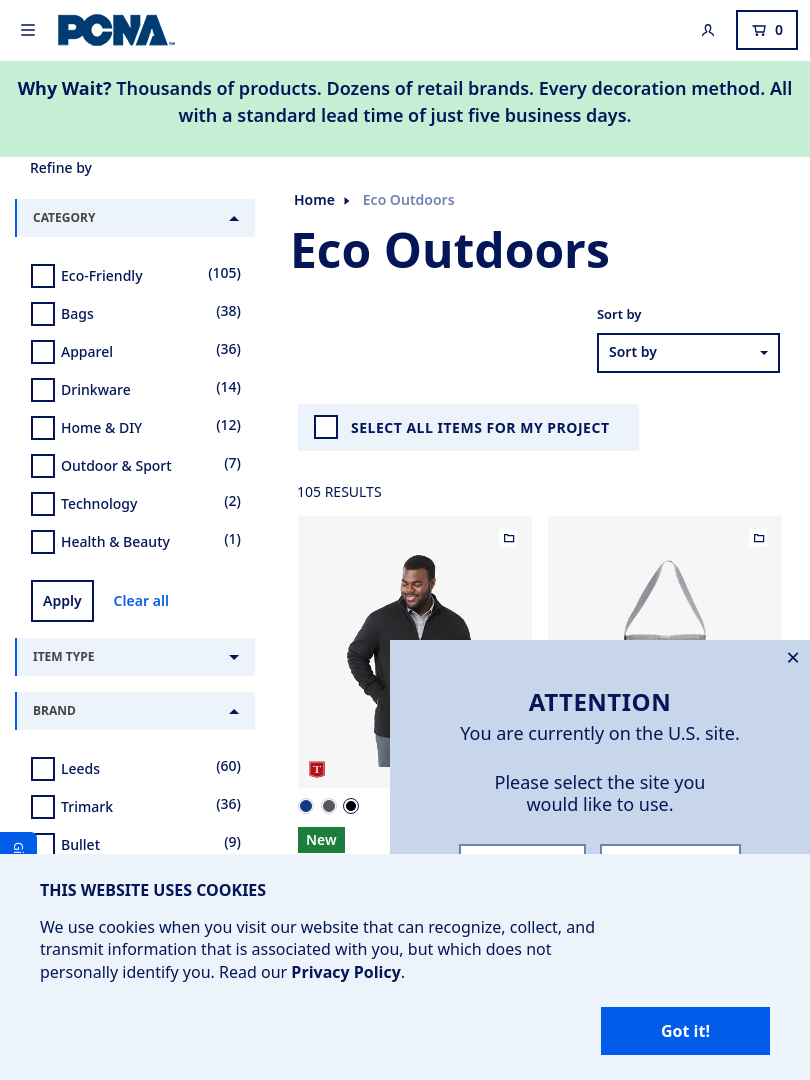 PCNA
0
Why Wait? Thousands of products. Dozens of retail brands. Every decoration method. All
with a standard lead time of just five business days.
Refine by
CATEGORY
Eco-Friendly (105)
Bags (38)
Apparel (36)
Drinkware (14)
Home & DIY (12)
Outdoor & Sport (7)
Technology (2)
Health & Beauty (1)
Apply Clear all
ITEM TYPE
BRAND
Leeds (60)
Trimark (36)
Bullet (9)
Home Eco Outdoors
Eco Outdoors
Sort by
Sort by
SELECT ALL ITEMS FOR MY PROJECT
105 RESULTS
T
New
ATTENTION
You are currently on the U.S. site.
Please select the site you
would like to use.
THIS WEBSITE USES COOKIES
We use cookies when you visit our website that can recognize, collect, and
transmit information that is associated with you, but which does not
personally identify you. Read our Privacy Policy.
Got it!